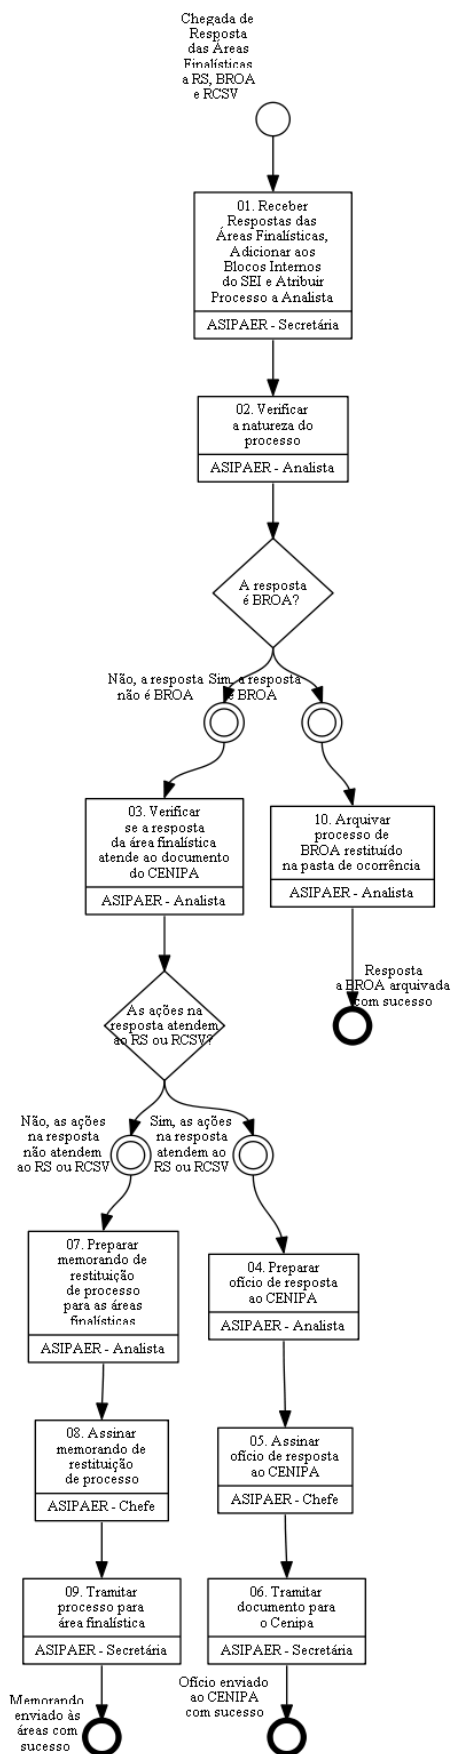 Chegada de
Resposta
das Áreas
Finalísticas
a RS, BROA
e RCSV
01. Receber
Respostas das
Áreas Finalísticas,
Adicionar aos
Blocos Internos
do SEI e Atribuir
Processo a Analista
ASIPAER - Secretária
02. Verificar
a natureza do
processo
ASIPAER - Analista
A resposta
é BROA?
Não, a resposta
não é BROA
Sim, a resposta
é BROA
03. Verificar
se a resposta
da área finalística
atende ao documento
do CENIPA
ASIPAER - Analista
10. Arquivar
processo de
BROA restituído
na pasta de ocorrência
ASIPAER - Analista
Resposta
a BROA arquivada
com sucesso
As ações na
resposta atendem
ao RS ou RCSV?
Não, as ações
na resposta
não atendem
ao RS ou RCSV
Sim, as ações
na resposta
atendem ao
RS ou RCSV
07. Preparar
memorando de
restituição
de processo
para as áreas
finalísticas
ASIPAER - Analista
04. Preparar
ofício de resposta
ao CENIPA
ASIPAER - Analista
08. Assinar
memorando de
restituição
de processo
ASIPAER - Chefe
05. Assinar
ofício de resposta
ao CENIPA
ASIPAER - Chefe
09. Tramitar
processo para
área finalística
ASIPAER - Secretária
06. Tramitar
documento para
o Cenipa
ASIPAER - Secretária
Memorando
enviado às
áreas com
sucesso
Ofício enviado
ao CENIPA
com sucesso